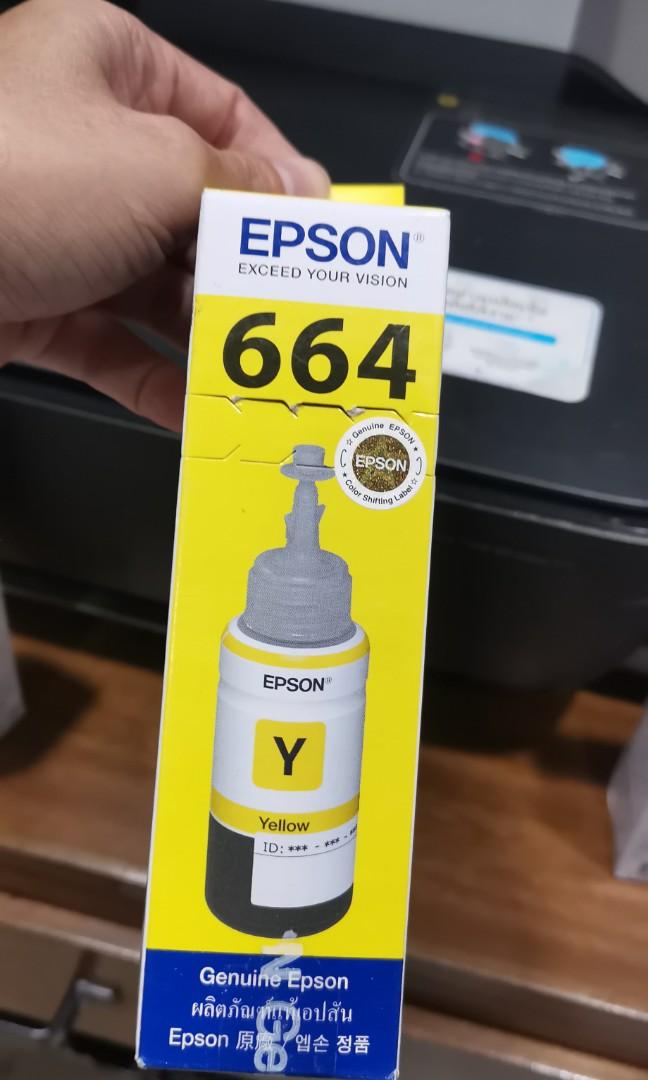 EPSON®
EXCEED YOUR VISION
664
☆ Genuine EPSON ★
EPSON
★ Color Shifting Label ☆
EPSON®
Y
Yellow
ID: *** - *** -
Genuine Epson
ผลิตภัณฑ์แท้เอปสัน
Epson 原廠 엡손 정품